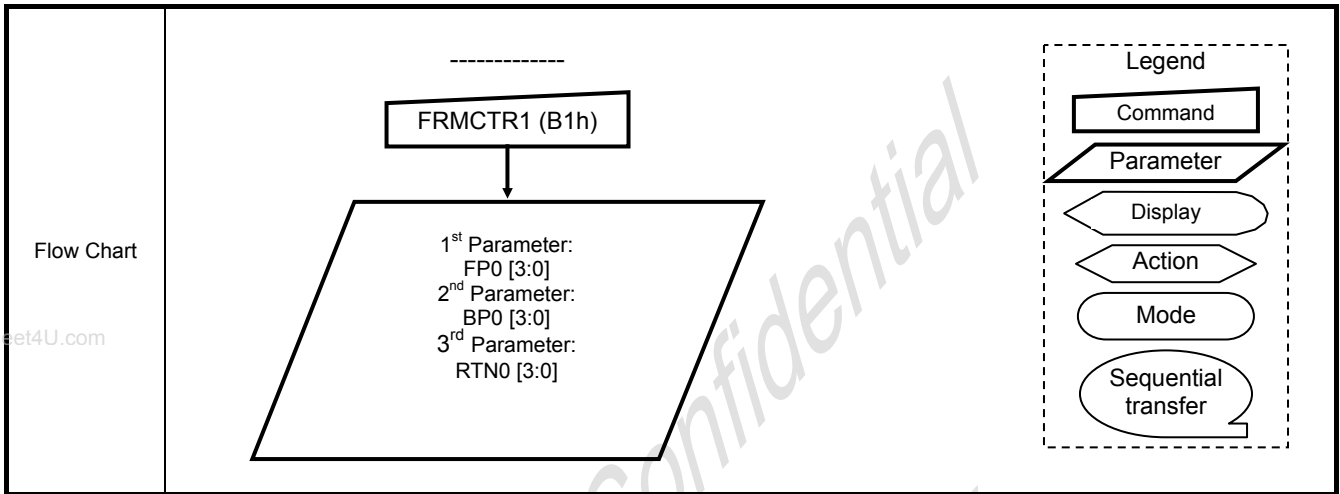 Flow Chart
-------------
FRMCTR1 (B1h)
1st Parameter:
FP0 [3:0]
2nd Parameter:
BP0 [3:0]
3rd Parameter:
RTN0 [3:0]
Legend
Command
Parameter
Display
Action
Mode
Sequential
transfer
eet4U.com
Confidential